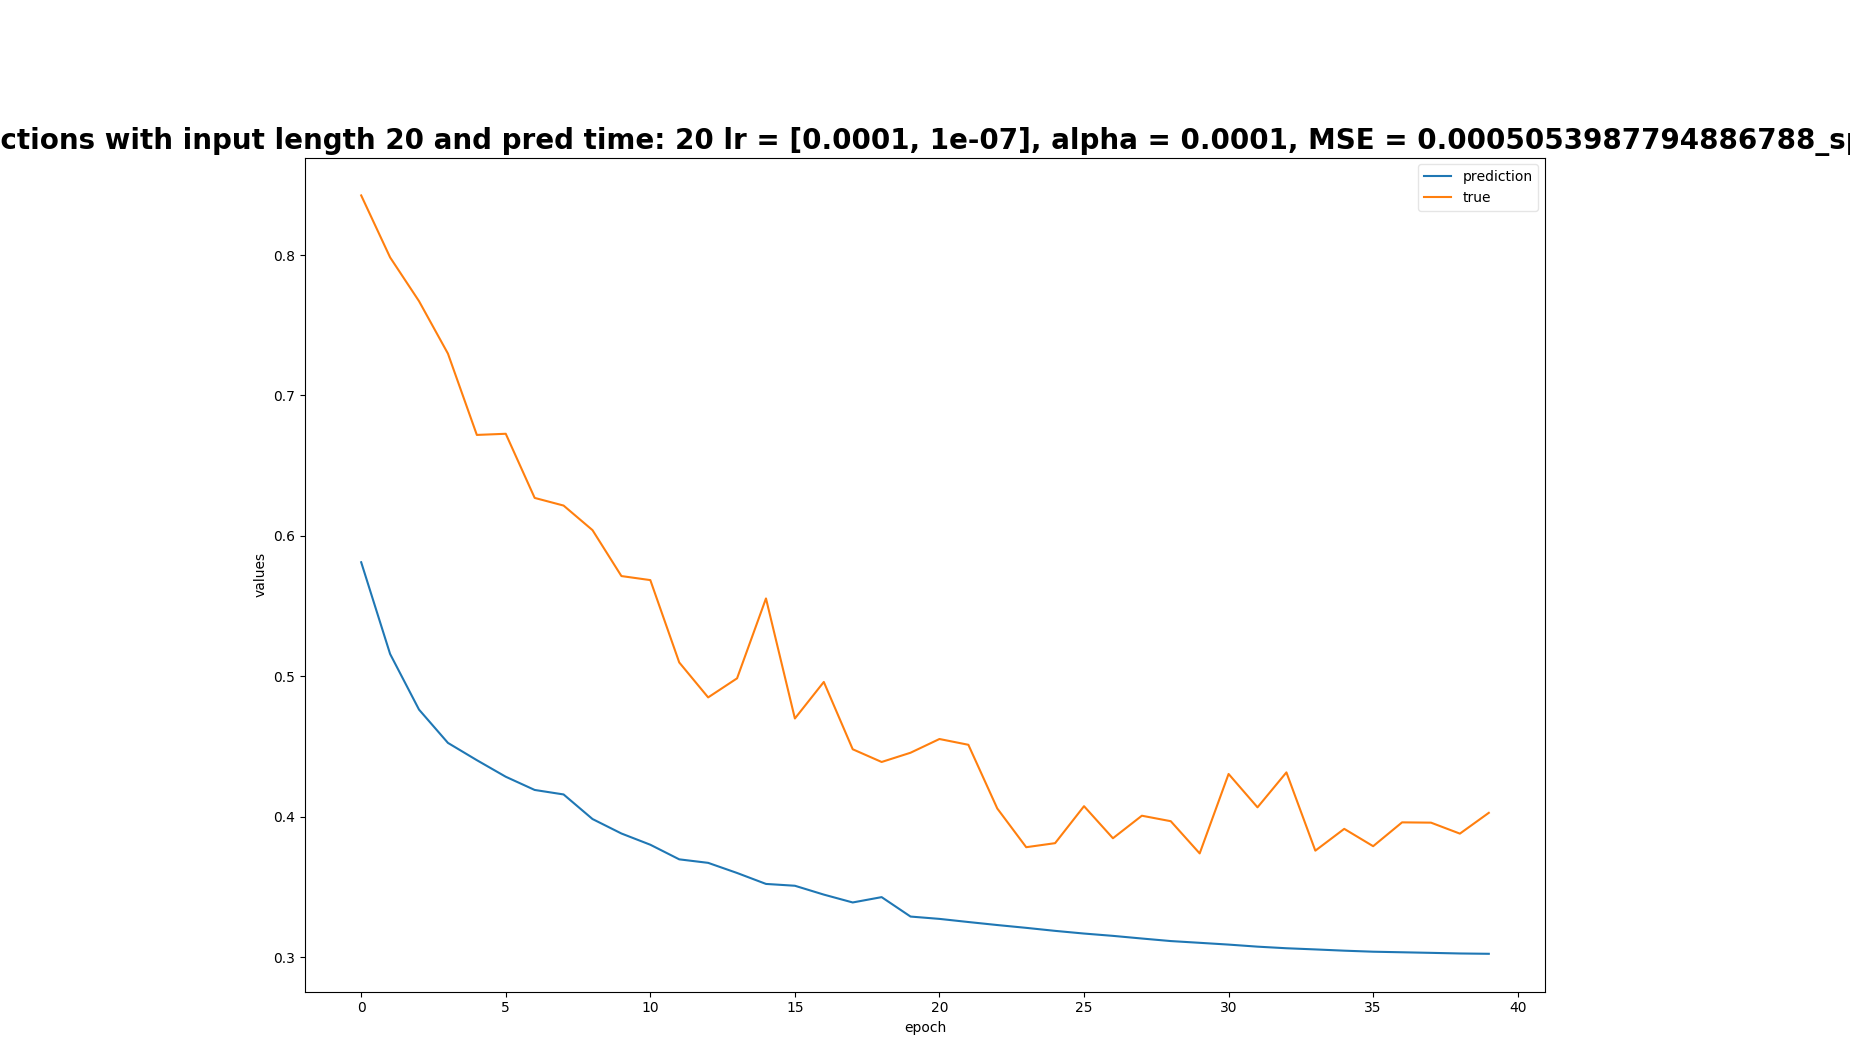 ctions with input length 20 and pred time: 20 lr = [0.0001, 1e-07], alpha = 0.0001, MSE = 0.0005053987794886788_sp
prediction
true
0.8
0.7
0.6
0.5
0.4
0.3
values
0 5 10 15 20 25 30 35 40
epoch